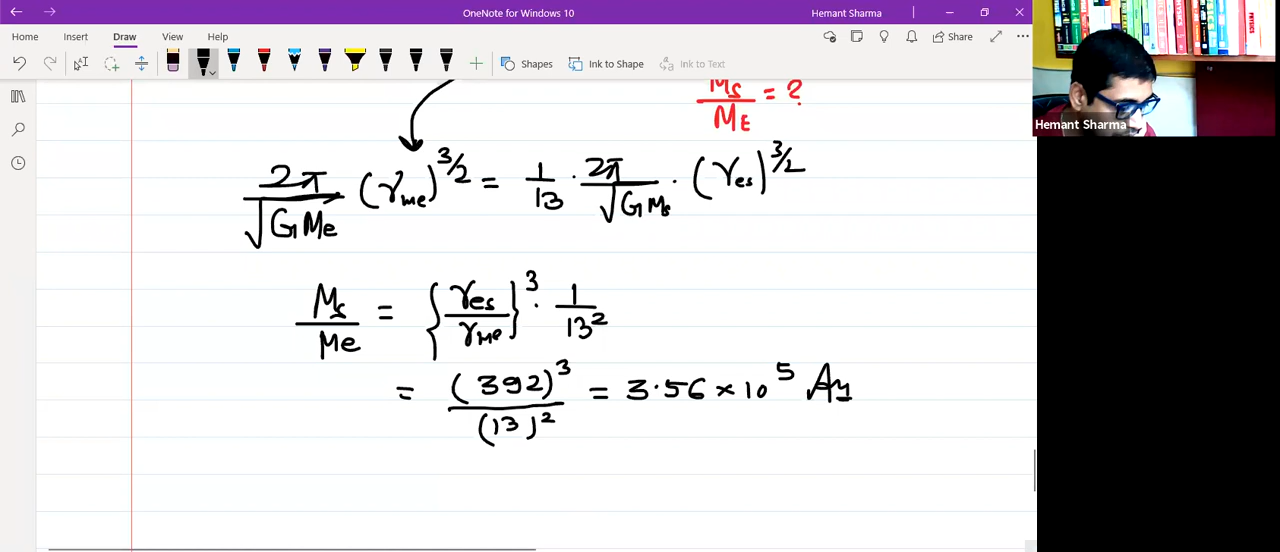 OneNote for Windows 10
Hemant Sharma
Home Insert Draw View Help
Share
Shapes Ink to Shape Ink to Text
Ms/ME = ?
2π/√GMe (rme)^3/2 = 1/13 · 2π/√GMs · (res)^3/2
Ms/Me = {res/rme}^3 · 1/13^2
= (392)^3/(13)^2 = 3.56 × 10^5 Ay
Hemant Sharma
PHYSICS